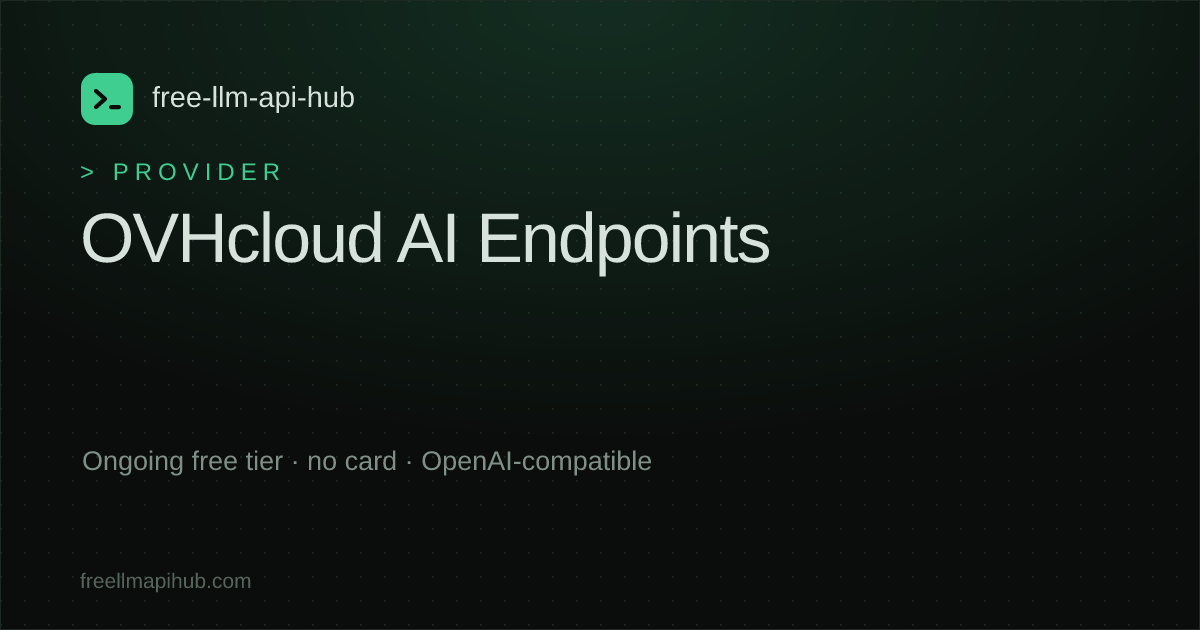 free-llm-api-hub
> PROVIDER
OVHcloud AI Endpoints
Ongoing free tier · no card · OpenAI-compatible
freellmapihub.com